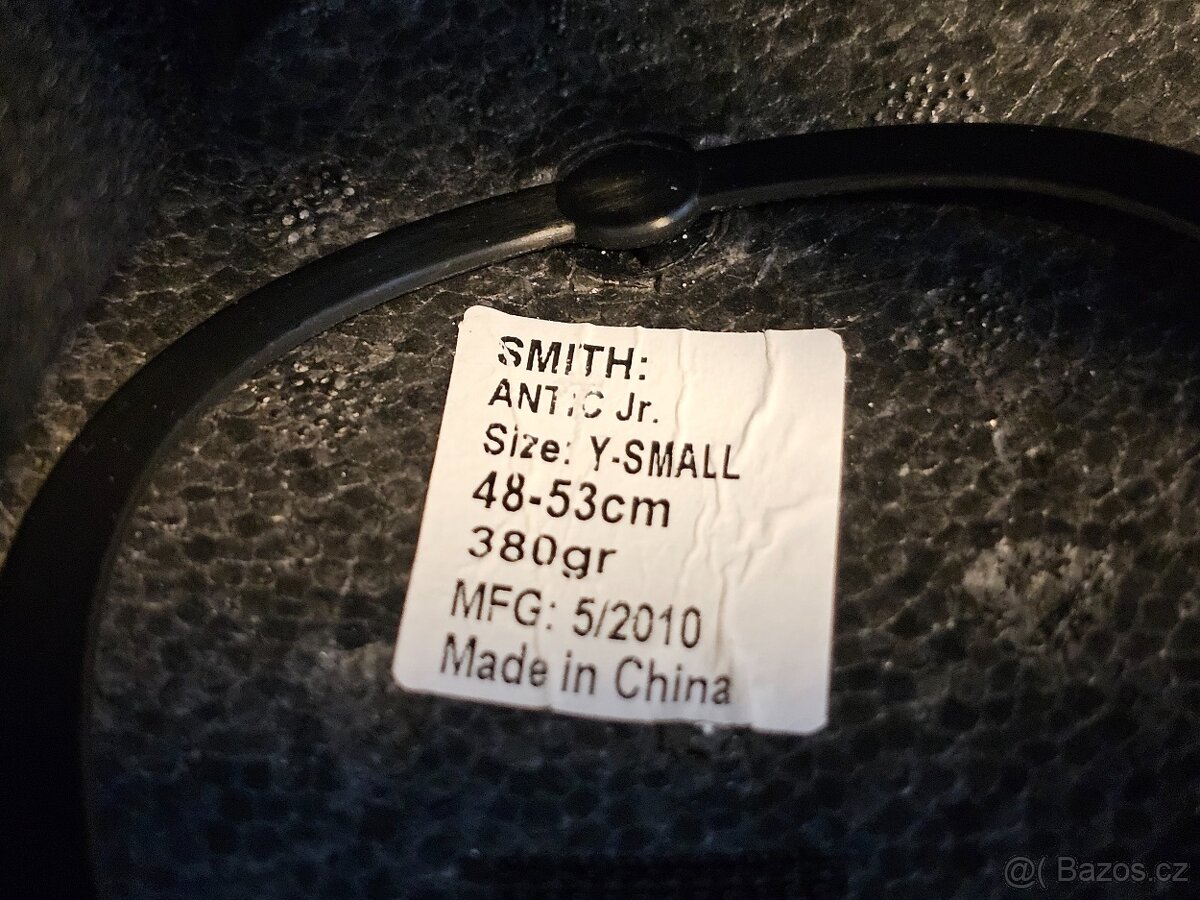 SMITH:
ANTIC Jr.
Size: Y-SMALL
48-53cm
380gr
MFG: 5/2010
Made in China
@( Bazos.cz